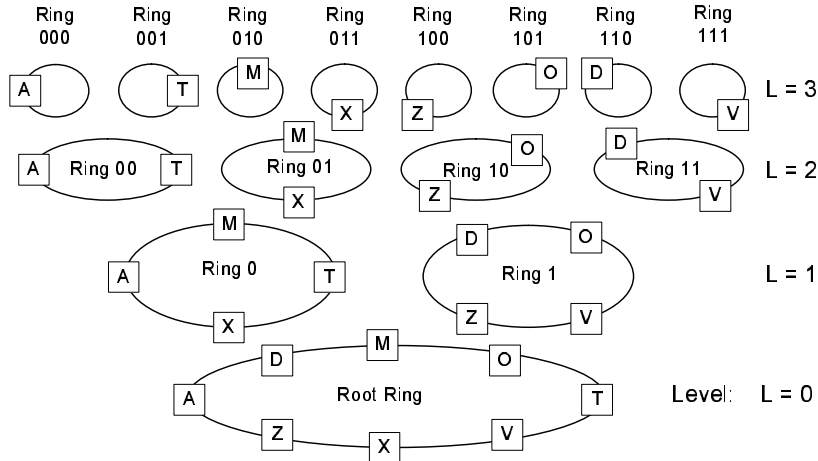 Ring 000 Ring 001 Ring 010 Ring 011 Ring 100 Ring 101 Ring 110 Ring 111
A T M X Z O D V L = 3
A Ring 00 T M Ring 01 X Ring 10 O Z D Ring 11 V L = 2
M D O
A Ring 0 T Ring 1 L = 1
X Z V
D M O
A Root Ring T Level: L = 0
Z X V